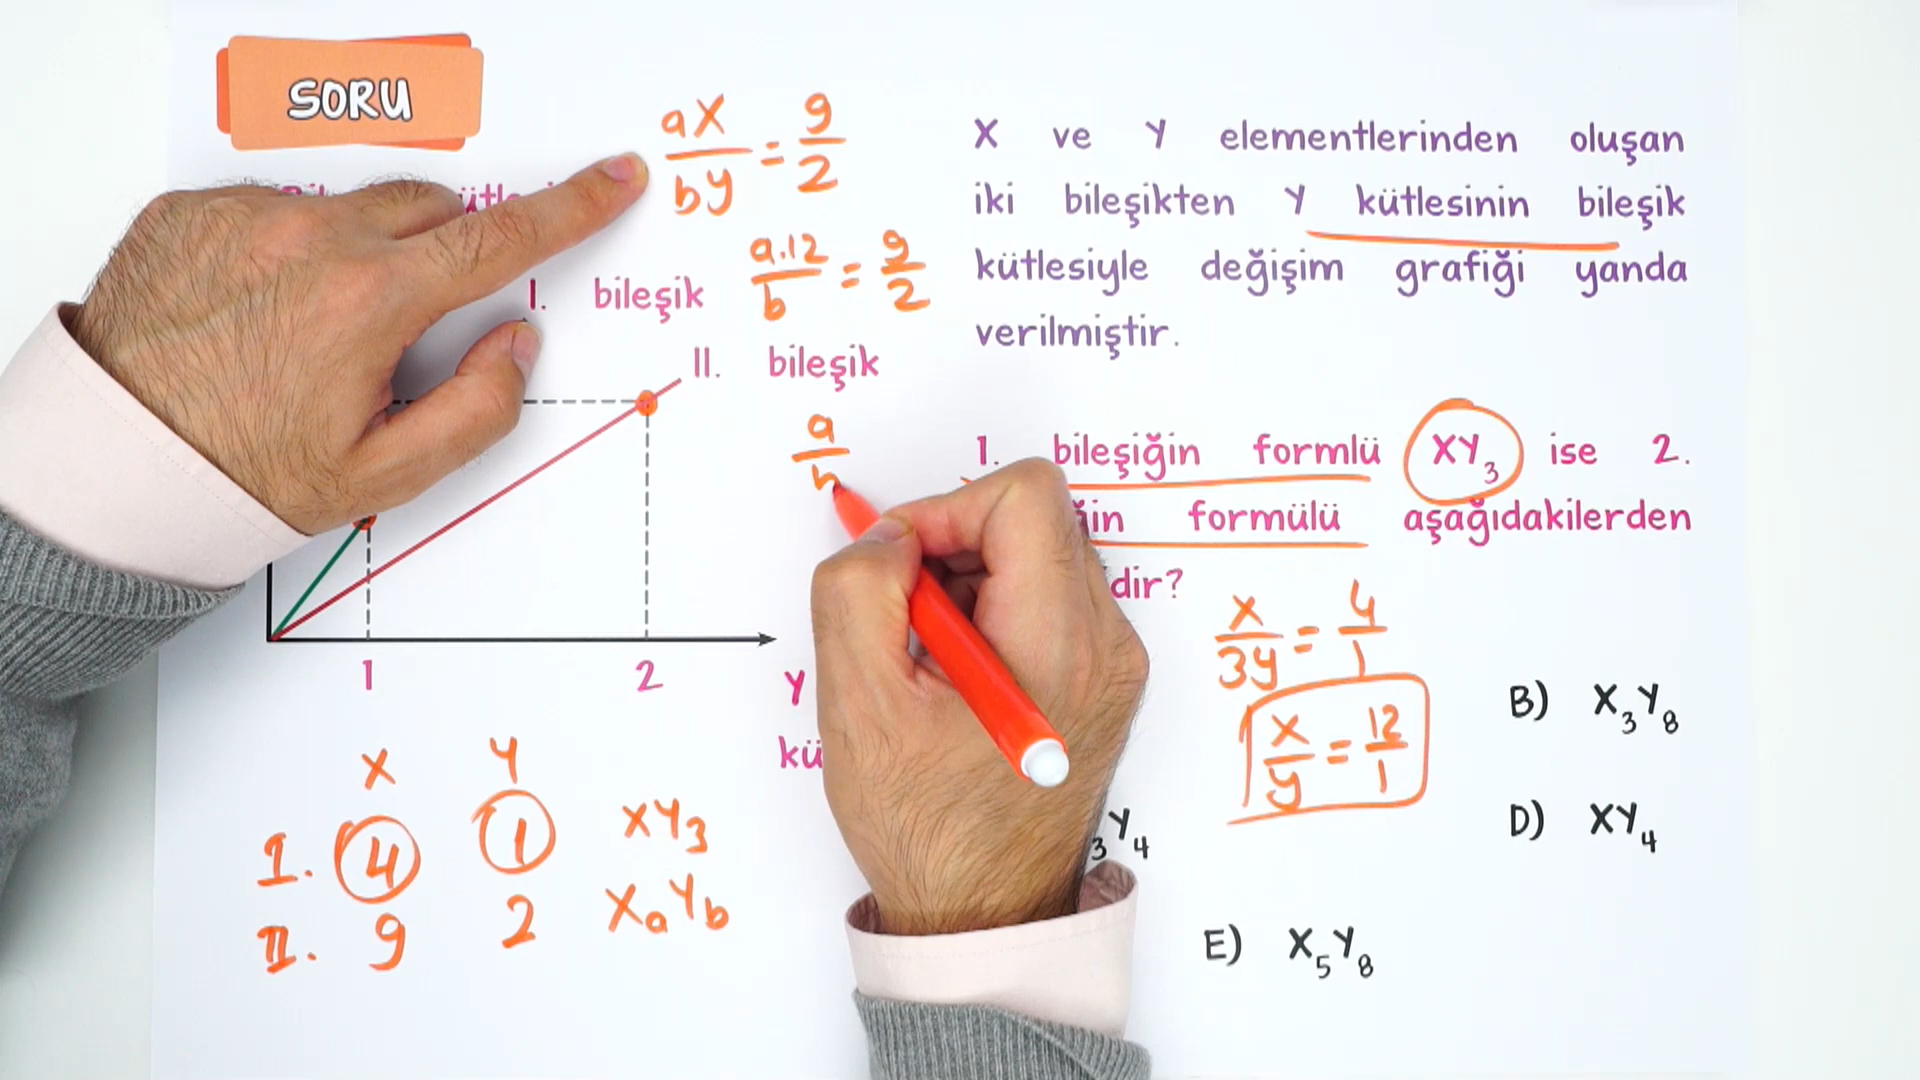 SORU
aX/bY = 9/2
a.12/b = 9/2
I. bileşik
II. bileşik
a/b
1
2
Y
X Y
I. 4 1 XY₃
II. 9 2 XaYb
X ve Y elementlerinden oluşan
iki bileşikten Y kütlesinin bileşik
kütlesiyle değişim grafiği yanda
verilmiştir.
1. bileşiğin formlü XY₃ ise 2.
formülü aşağıdakilerden
X/3Y = 4/1
X/Y = 12/1
B) X₃Y₈
₃Y₄
D) XY₄
E) X₅Y₈